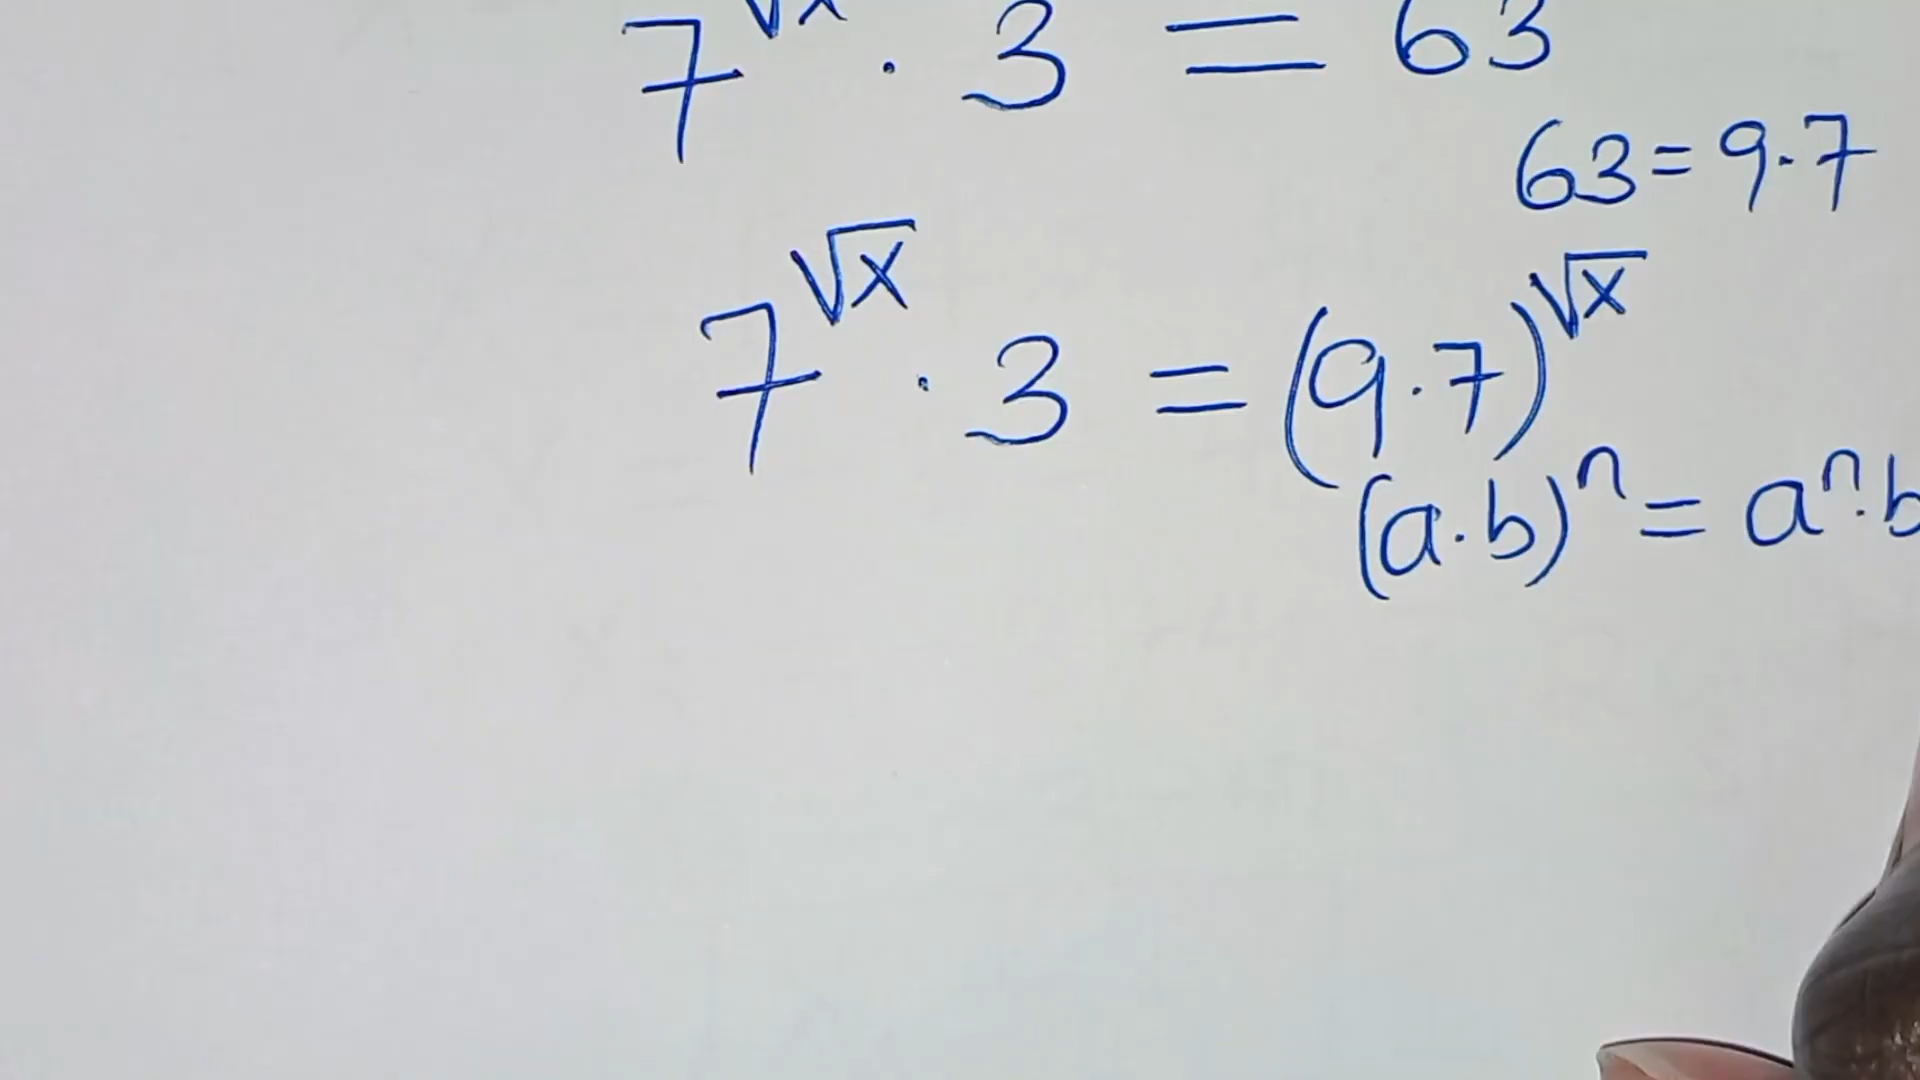 7^√x · 3 = 63
63 = 9·7
7^√x · 3 = (9·7)^√x
(a·b)^n = a^n·b